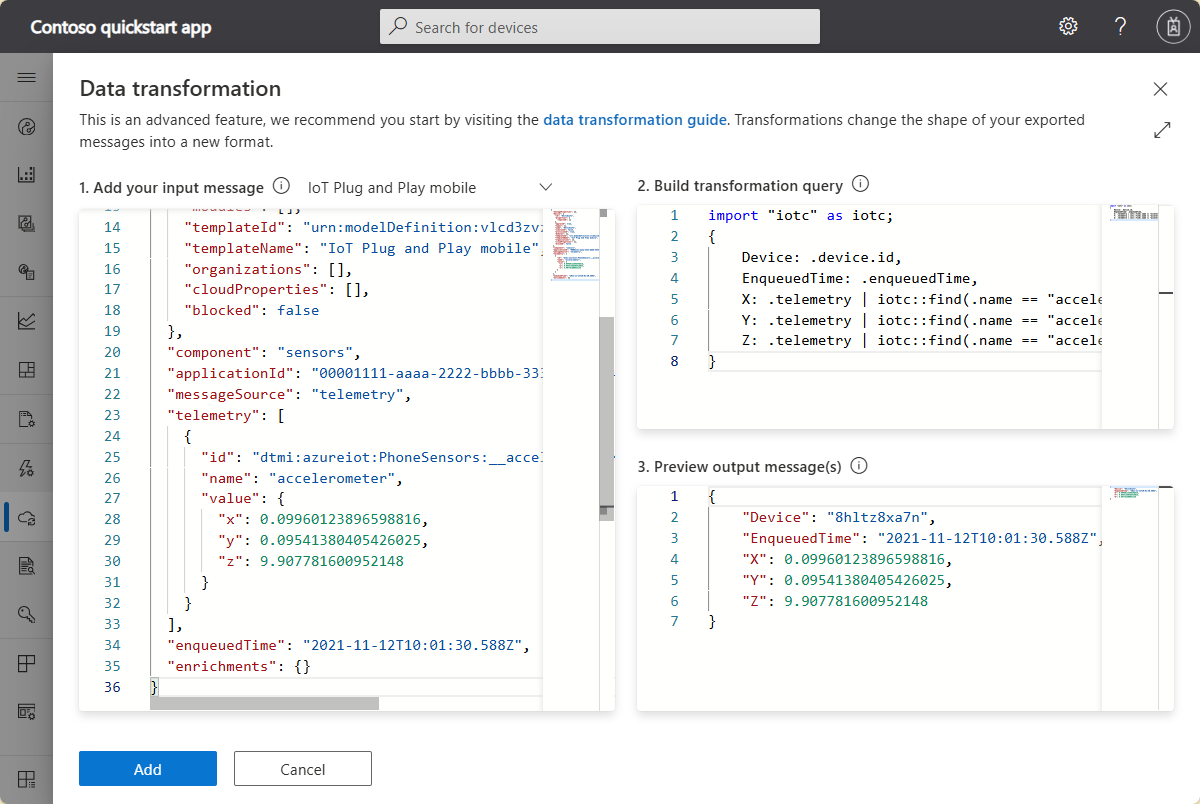 Contoso quickstart app
Search for devices
Data transformation
This is an advanced feature, we recommend you start by visiting the data transformation guide. Transformations change the shape of your exported
messages into a new format.
1. Add your input message
IoT Plug and Play mobile
14 "templateId": "urn:modelDefinition:vlcd3zv
15 "templateName": "IoT Plug and Play mobile",
16 "organizations": [],
17 "cloudProperties": [],
18 "blocked": false
19 },
20 "component": "sensors",
21 "applicationId": "00001111-aaaa-2222-bbbb-333
22 "messageSource": "telemetry",
23 "telemetry": [
24 {
25 "id": "dtmi:azureiot:PhoneSensors:__accel
26 "name": "accelerometer",
27 "value": {
28 "x": 0.09960123896598816,
29 "y": 0.09541380405426025,
30 "z": 9.907781600952148
31 }
32 }
33 ],
34 "enqueuedTime": "2021-11-12T10:01:30.588Z",
35 "enrichments": {}
36 }
2. Build transformation query
1 import "iotc" as iotc;
2 {
3 Device: .device.id,
4 EnqueuedTime: .enqueuedTime,
5 X: .telemetry | iotc::find(.name == "accele
6 Y: .telemetry | iotc::find(.name == "accele
7 Z: .telemetry | iotc::find(.name == "accele
8 }
3. Preview output message(s)
1 {
2 "Device": "8hltz8xa7n",
3 "EnqueuedTime": "2021-11-12T10:01:30.588Z",
4 "X": 0.09960123896598816,
5 "Y": 0.09541380405426025,
6 "Z": 9.907781600952148
7 }
Add
Cancel